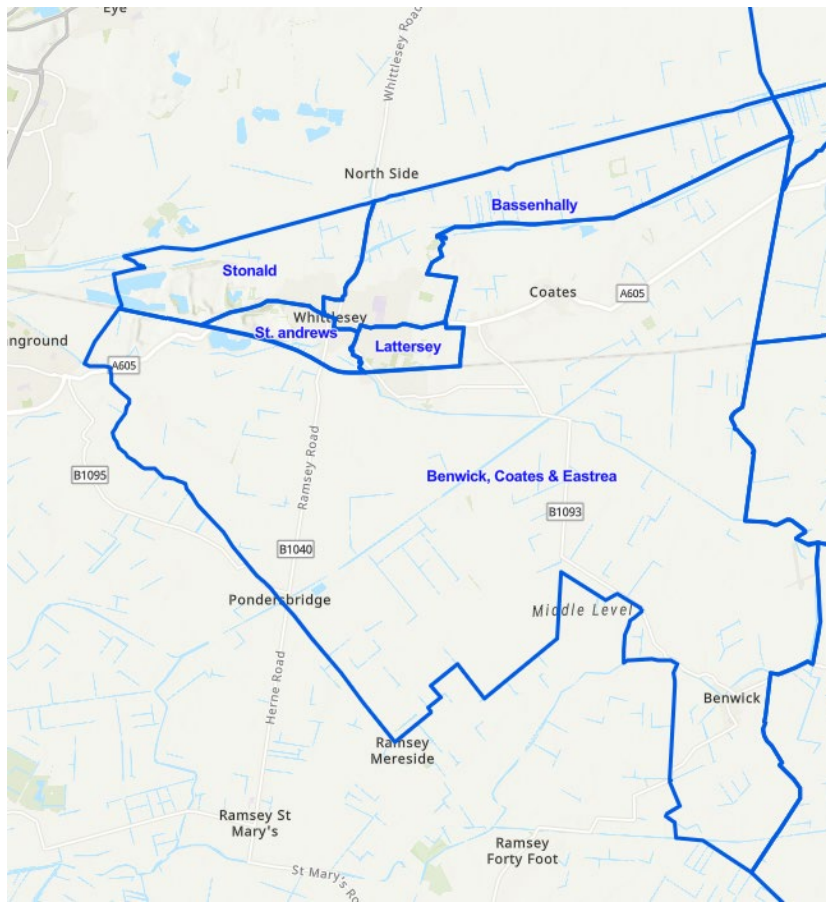 Eye
Whittlesey Road
North Side
Bassenhally
Stonald
Coates
A605
Whittlesey
St. andrews
Lattersey
nground
A605
Ramsey Road
B1095
Benwick, Coates & Eastrea
B1093
B1040
Pondersbridge
Middle Level
Herne Road
Benwick
Ramsey
Mereside
Ramsey St
Mary's
Ramsey
Forty Foot
St Mary's Ro